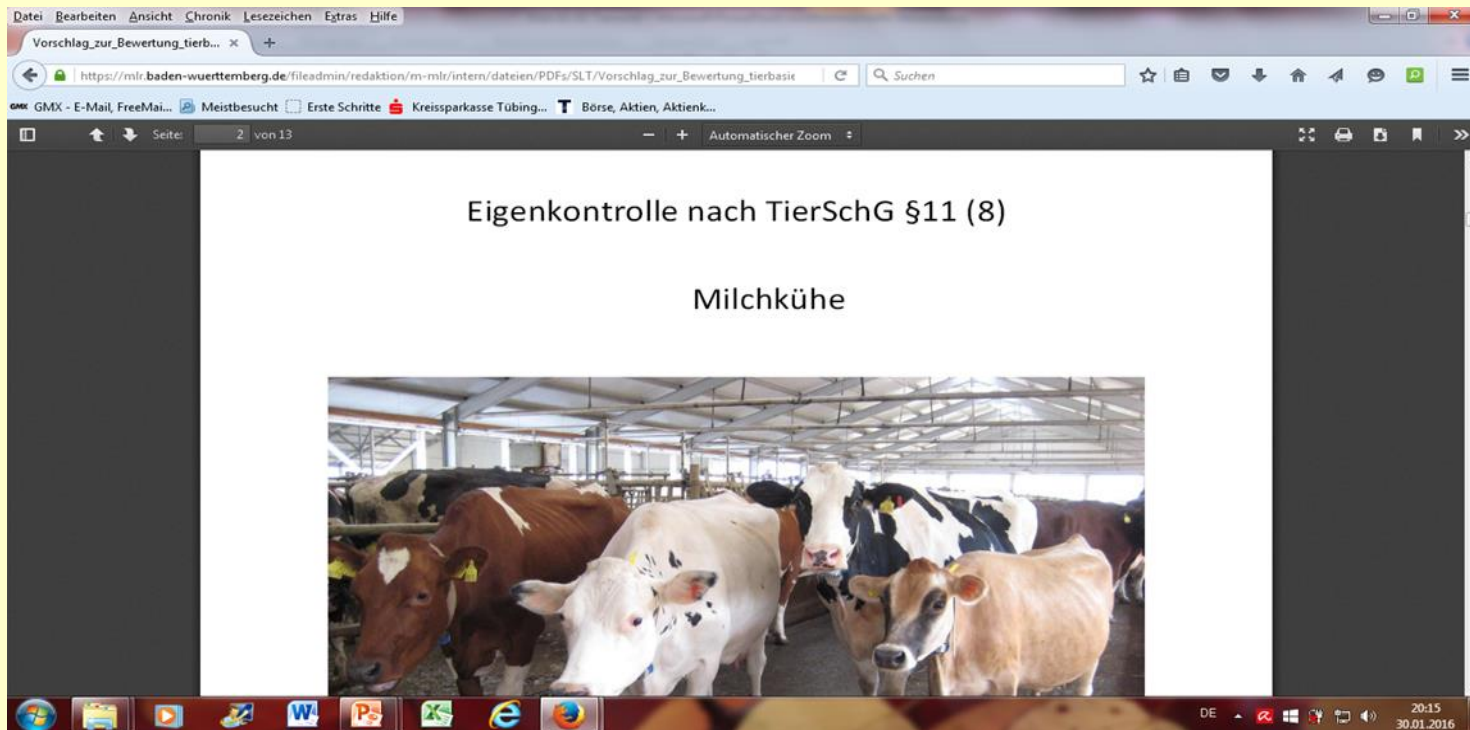 Datei Bearbeiten Ansicht Chronik Lesezeichen Extras Hilfe
Vorschlag_zur_Bewertung_tierb... × +
https://mlr.baden-wuerttemberg.de/fileadmin/redaktion/m-mlr/intern/dateien/PDFs/SLT/Vorschlag_zur_Bewertung_tierbasie Suchen
GMX GMX - E-Mail, FreeMai... Meistbesucht Erste Schritte Kreissparkasse Tübing... T Börse, Aktien, Aktienk...
Seite: 2 von 13 − + Automatischer Zoom
Eigenkontrolle nach TierSchG §11 (8)
Milchkühe
DE 20:15
30.01.2016